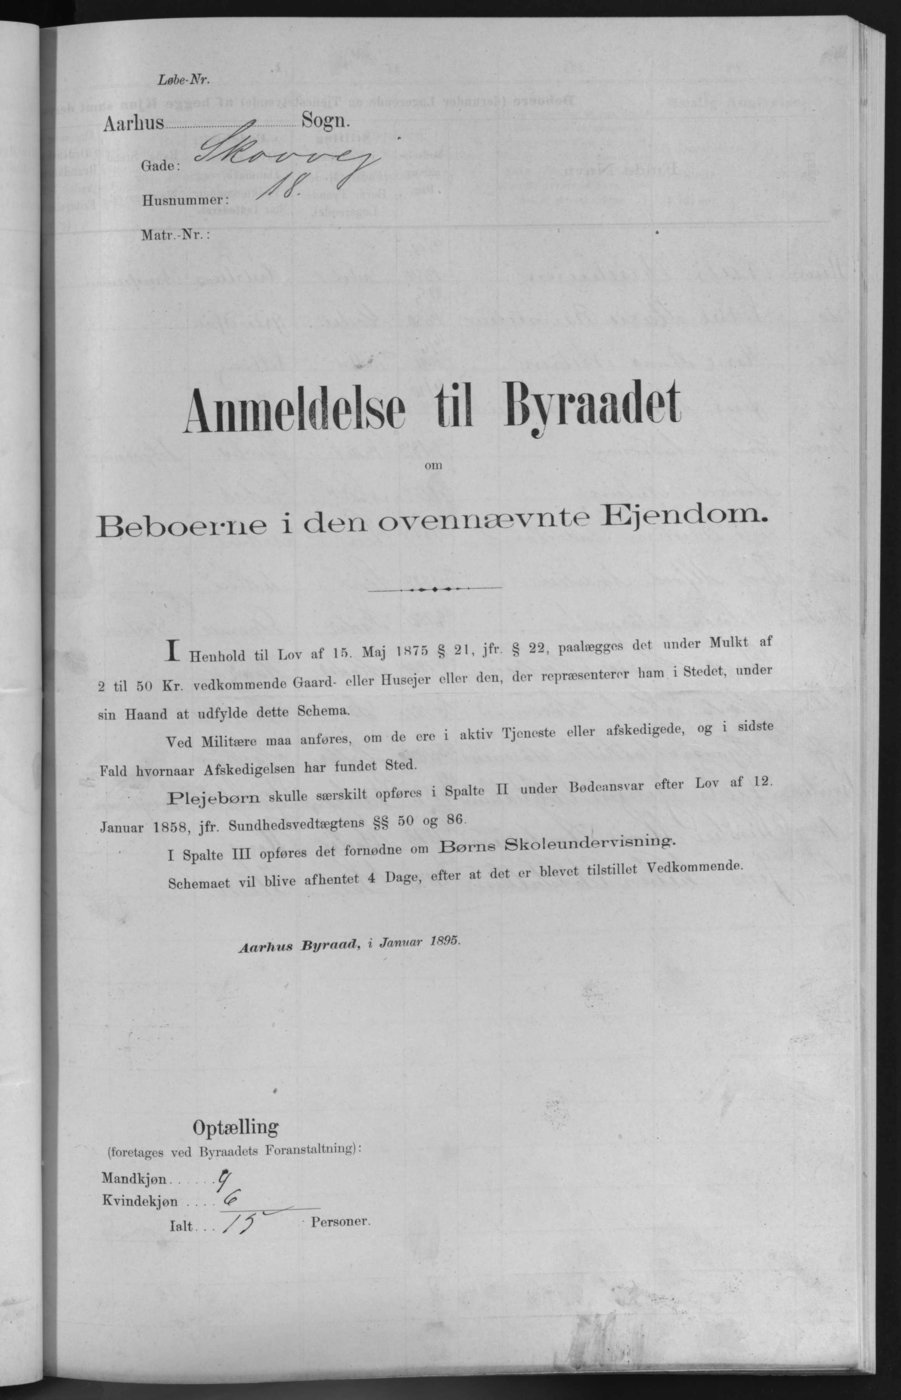 Løbe-Nr.
Aarhus Sogn.
Gade: Skovvej
Husnummer: 18.
Matr.-Nr.:
Anmeldelse til Byraadet
om
Beboerne i den ovennævnte Ejendom.
I Henhold til Lov af 15. Maj 1875 § 21, jfr. § 22, paalægges det under Mulkt af
2 til 50 Kr. vedkommende Gaard- eller Husejer eller den, der repræsenterer ham i Stedet, under
sin Haand at udfylde dette Schema.
Ved Militære maa anføres, om de ere i aktiv Tjeneste eller afskedigede, og i sidste
Fald hvornaar Afskedigelsen har fundet Sted.
Plejebørn skulle særskilt opføres i Spalte II under Bødeansvar efter Lov af 12.
Januar 1858, jfr. Sundhedsvedtægtens §§ 50 og 86.
I Spalte III opføres det fornødne om Børns Skoleundervisning.
Schemaet vil blive afhentet 4 Dage, efter at det er blevet tilstillet Vedkommende.
Aarhus Byraad, i Januar 1895.
Optælling
(foretages ved Byraadets Foranstaltning):
Mandkjøn 9
Kvindekjøn 6
Ialt 15 Personer.